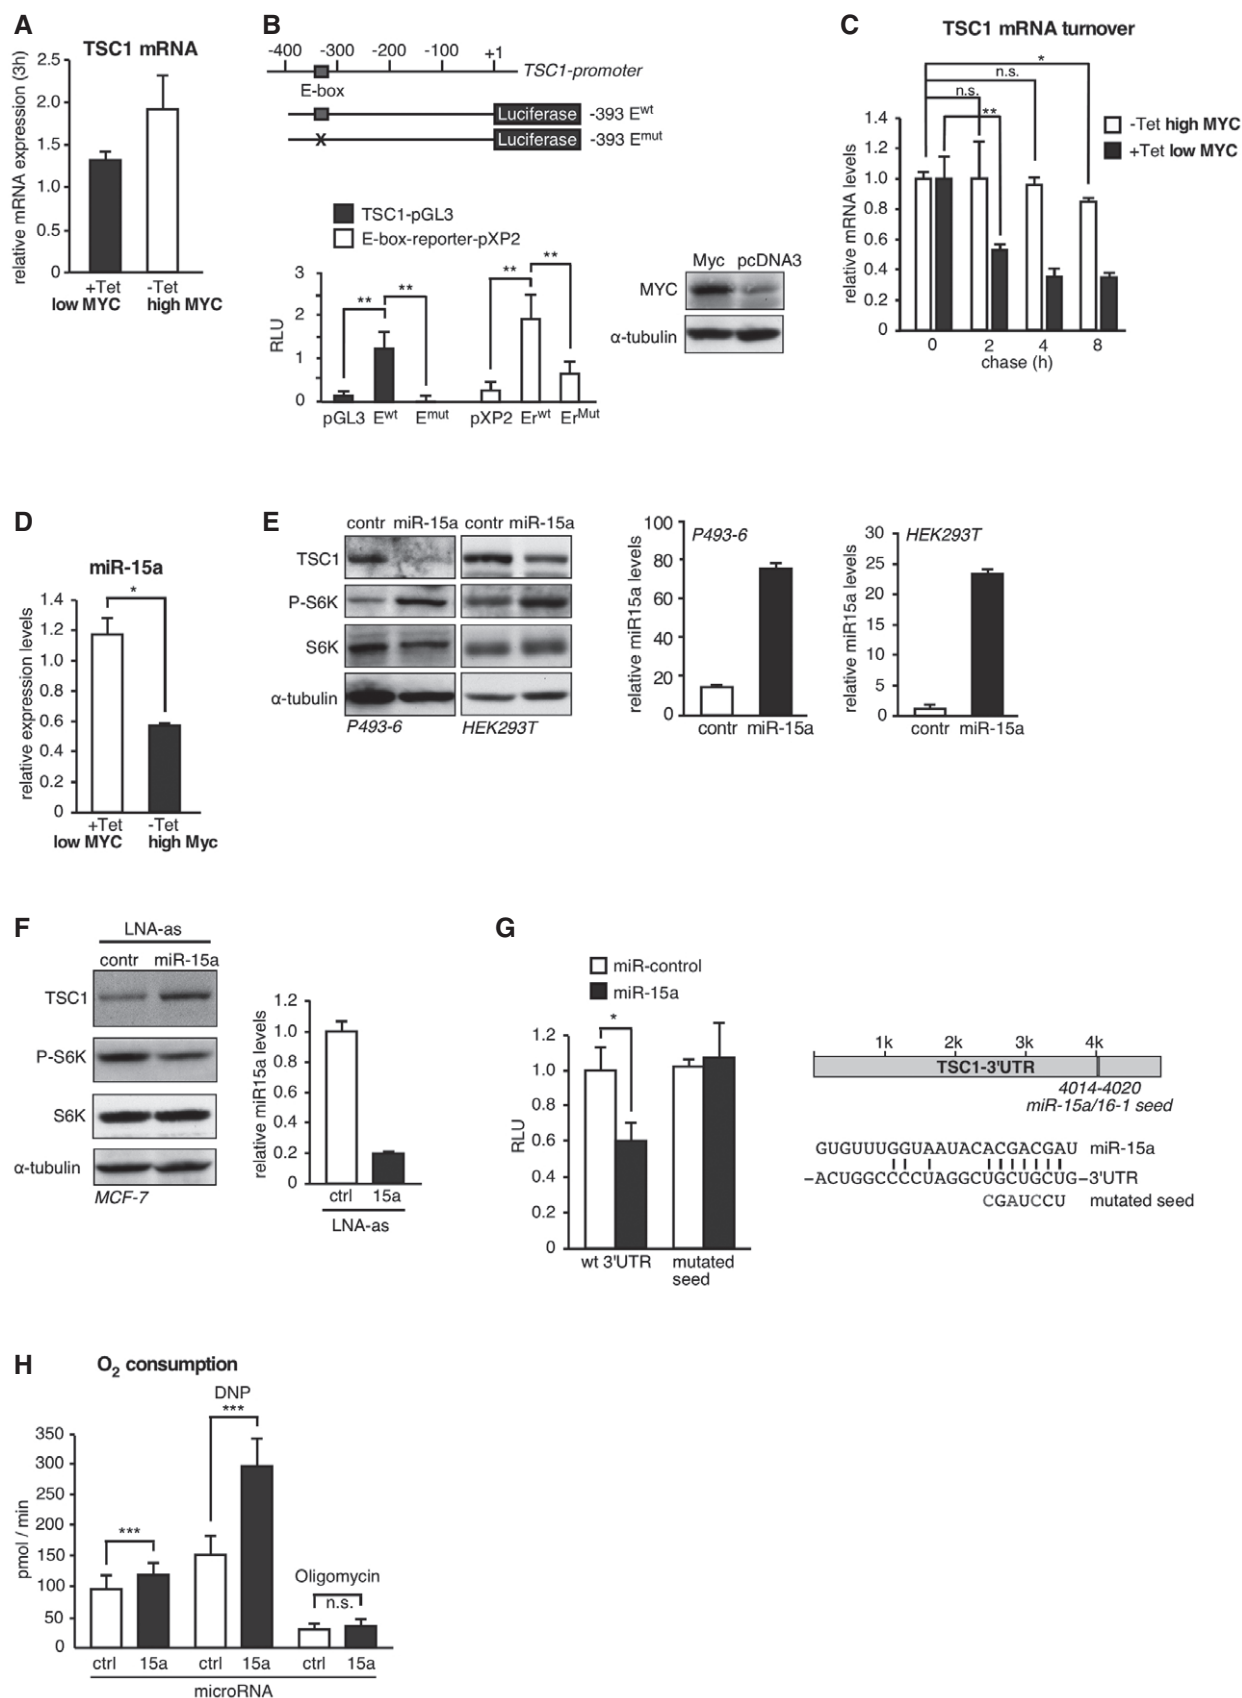 A
TSC1 mRNA
relative mRNA expression (3h)
2.5
2.0
1.5
1.0
0.5
0
+Tet
-Tet
low MYC
high MYC
B
-400 -300 -200 -100 +1
TSC1-promoter
E-box
Luciferase -393 Ewt
X Luciferase -393 Emut
TSC1-pGL3
E-box-reporter-pXP2
RLU
3
2
1
0
** ** ** **
pGL3 Ewt Emut pXP2 Erwt ErMut
Myc pcDNA3
MYC
α-tubulin
C
TSC1 mRNA turnover
*
n.s.
n.s.
**
-Tet high MYC
+Tet low MYC
relative mRNA levels
1.4
1.2
1.0
0.8
0.6
0.4
0.2
0
0 2 4 8
chase (h)
D
miR-15a
*
relative expression levels
1.4
1.2
1.0
0.8
0.6
0.4
0.2
0
+Tet -Tet
low MYC high Myc
E
contr miR-15a contr miR-15a
TSC1
P-S6K
S6K
α-tubulin
P493-6 HEK293T
relative miR15a levels
100
80
60
40
20
0
P493-6
contr miR-15a
relative miR15a levels
30
25
20
15
10
5
0
HEK293T
contr miR-15a
F
LNA-as
contr miR-15a
TSC1
P-S6K
S6K
α-tubulin
MCF-7
relative miR15a levels
1.2
1.0
0.8
0.6
0.4
0.2
0
ctrl 15a
LNA-as
G
miR-control
miR-15a
*
RLU
1.2
1.0
0.8
0.6
0.4
0.2
0
wt 3'UTR mutated
seed
1k 2k 3k 4k
TSC1-3'UTR
4014-4020
miR-15a/16-1 seed
GUGUUUGGUAAUACACGACGAU miR-15a
–ACUGGCCCCUAGGCUGCUGCUG–3'UTR
CGAUCCU mutated seed
H
O2 consumption
pmol / min
350
300
250
200
150
100
50
0
***
DNP
***
Oligomycin
n.s.
ctrl 15a ctrl 15a ctrl 15a
microRNA